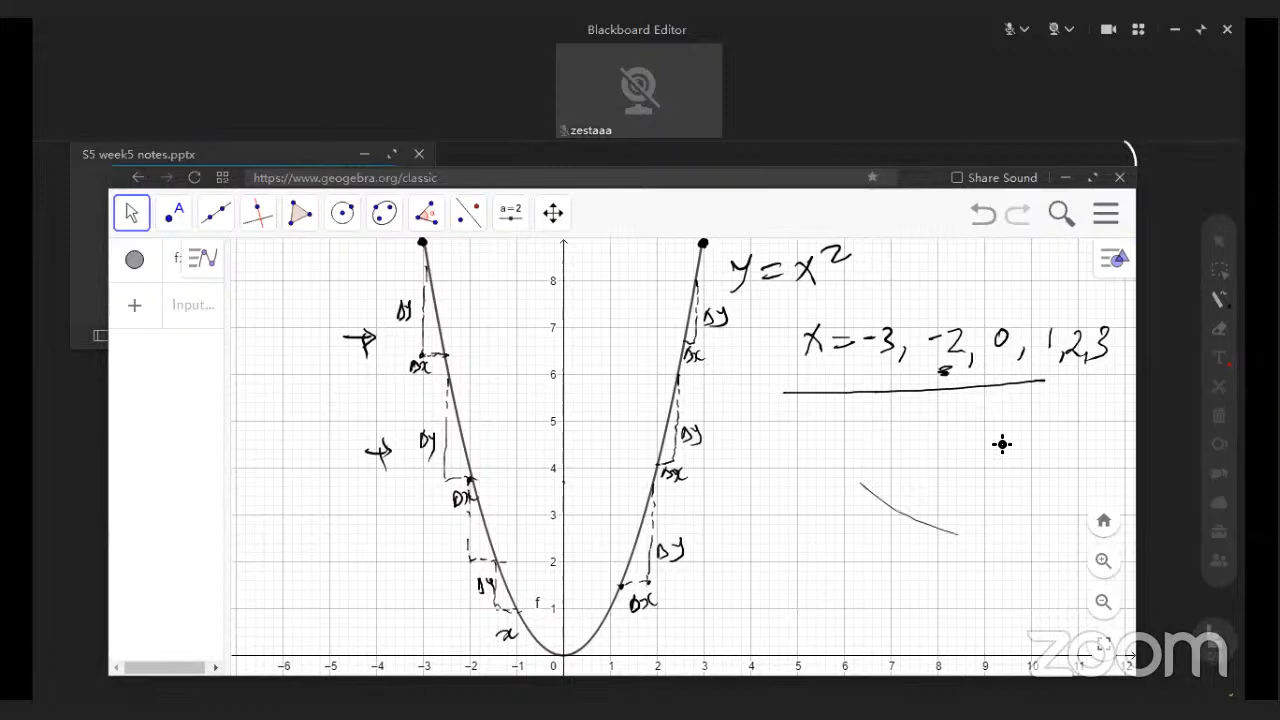 Blackboard Editor
zestaaa
S5 week5 notes.pptx
https://www.geogebra.org/classic
Share Sound
A
α
a=2
f:
Input...
y = x²
x = -3, -2, 0, 1, 2, 3
8
7
6
5
4
3
2
1
Δy
Δx
Δy
Δx
Δy
x
Δy
Δx
Δy
Δx
Δy
Δx
f
−6 −5 −4 −3 −2 −1 0 1 2 3 4 5 6 7 8 9 10 11 12
zoom